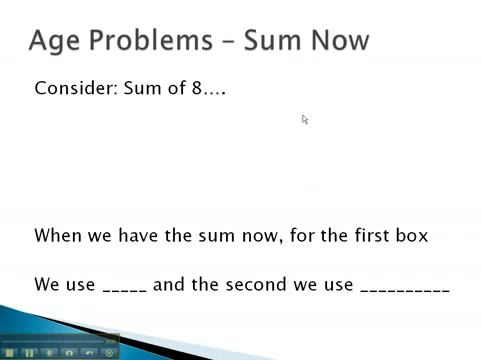 Age Problems – Sum Now
Consider: Sum of 8....
When we have the sum now, for the first box
We use _____ and the second we use __________